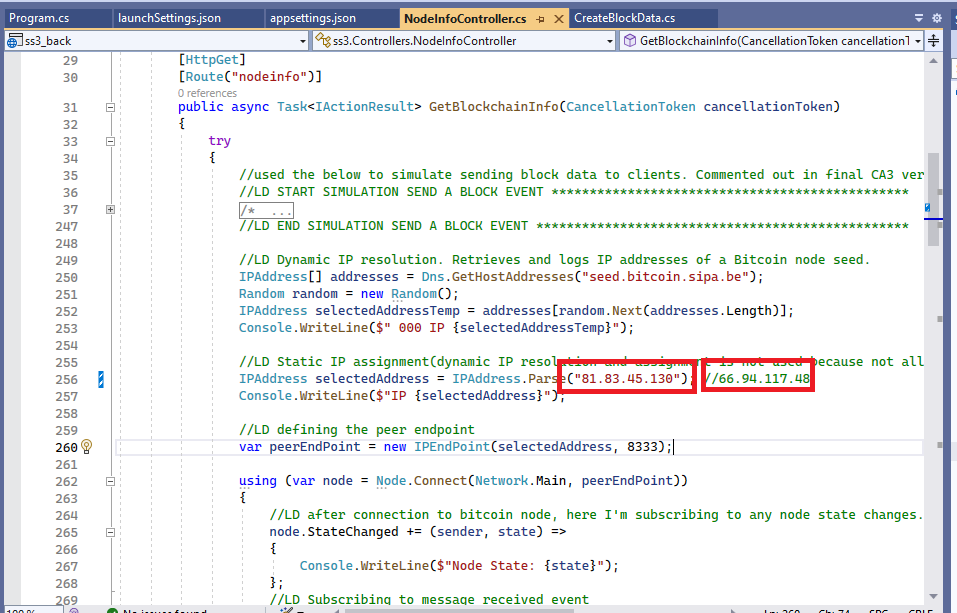 Program.cs launchSettings.json appsettings.json NodeInfoController.cs CreateBlockData.cs
ss3_back ss3.Controllers.NodeInfoController GetBlockchainInfo(CancellationToken cancellationT
29 [HttpGet]
30 [Route("nodeinfo")]
0 references
31 public async Task<IActionResult> GetBlockchainInfo(CancellationToken cancellationToken)
32 {
33 try
34 {
35 //used the below to simulate sending block data to clients. Commented out in final CA3 ver
36 //LD START SIMULATION SEND A BLOCK EVENT ***********************************************
37 /* ...
247 //LD END SIMULATION SEND A BLOCK EVENT *************************************************
248
249 //LD Dynamic IP resolution. Retrieves and logs IP addresses of a Bitcoin node seed.
250 IPAddress[] addresses = Dns.GetHostAddresses("seed.bitcoin.sipa.be");
251 Random random = new Random();
252 IPAddress selectedAddressTemp = addresses[random.Next(addresses.Length)];
253 Console.WriteLine($" 000 IP {selectedAddressTemp}");
254
255 //LD Static IP assignment(dynamic IP resolution and assignment is not used because not all
256 IPAddress selectedAddress = IPAddress.Parse("81.83.45.130"); //66.94.117.48
257 Console.WriteLine($"IP {selectedAddress}");
258
259 //LD defining the peer endpoint
260 var peerEndPoint = new IPEndPoint(selectedAddress, 8333);
261
262 using (var node = Node.Connect(Network.Main, peerEndPoint))
263 {
264 //LD after connection to bitcoin node, here I'm subscribing to any node state changes.
265 node.StateChanged += (sender, state) =>
266 {
267 Console.WriteLine($"Node State: {state}");
268 };
269 //LD Subscribing to message received event